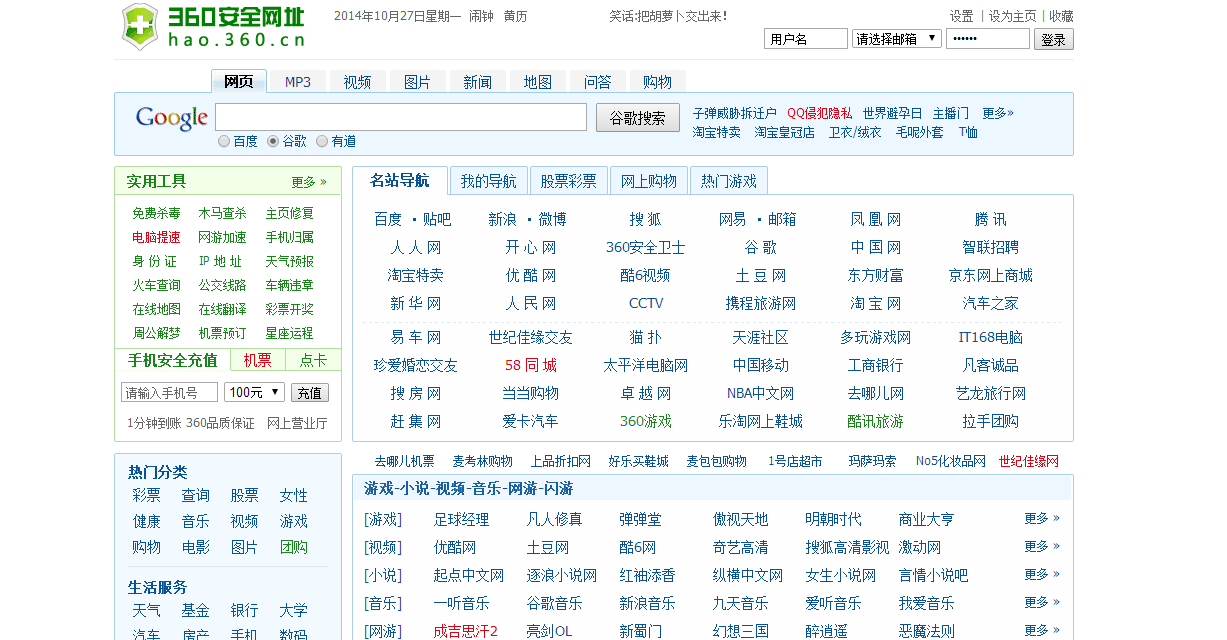 360安全网址 2014年10月27日星期一 闹钟 黄历 笑话:把胡萝卜交出来! 设置 | 设为主页 | 收藏
hao.360.cn 用户名 请选择邮箱 ▼ •••••• 登录
网页 MP3 视频 图片 新闻 地图 问答 购物
Google 谷歌搜索 子弹威胁拆迁户 QQ侵犯隐私 世界避孕日 主播门 更多»
百度 谷歌 有道 淘宝特卖 淘宝皇冠店 卫衣/绒衣 毛呢外套 T恤
实用工具 更多 »
免费杀毒 木马查杀 主页修复
电脑提速 网游加速 手机归属
身 份 证 IP 地 址 天气预报
火车查询 公交线路 车辆违章
在线地图 在线翻译 彩票开奖
周公解梦 机票预订 星座运程
手机安全充值 机票 点卡
请输入手机号 100元 ▼ 充值
1分钟到账 360品质保证 网上营业厅
热门分类
彩票 查询 股票 女性
健康 音乐 视频 游戏
购物 电影 图片 团购
生活服务
天气 基金 银行 大学
汽车 房产 手机 数码
名站导航 我的导航 股票彩票 网上购物 热门游戏
百度 · 贴吧 新浪 · 微博 搜 狐 网易 · 邮箱 凤 凰 网 腾 讯
人 人 网 开 心 网 360安全卫士 谷 歌 中 国 网 智联招聘
淘宝特卖 优 酷 网 酷6视频 土 豆 网 东方财富 京东网上商城
新 华 网 人 民 网 CCTV 携程旅游网 淘 宝 网 汽车之家
易 车 网 世纪佳缘交友 猫 扑 天涯社区 多玩游戏网 IT168电脑
珍爱婚恋交友 58 同 城 太平洋电脑网 中国移动 工商银行 凡客诚品
搜 房 网 当当购物 卓 越 网 NBA中文网 去哪儿网 艺龙旅行网
赶 集 网 爱卡汽车 360游戏 乐淘网上鞋城 酷讯旅游 拉手团购
去哪儿机票 麦考林购物 上品折扣网 好乐买鞋城 麦包包购物 1号店超市 玛萨玛索 No5化妆品网 世纪佳缘网
游戏-小说-视频-音乐-网游-闪游
[游戏] 足球经理 凡人修真 弹弹堂 傲视天地 明朝时代 商业大亨 更多 »
[视频] 优酷网 土豆网 酷6网 奇艺高清 搜狐高清影视 激动网 更多 »
[小说] 起点中文网 逐浪小说网 红袖添香 纵横中文网 女生小说网 言情小说吧 更多 »
[音乐] 一听音乐 谷歌音乐 新浪音乐 九天音乐 爱听音乐 我爱音乐 更多 »
[网游] 成吉思汗2 亮剑OL 新蜀门 幻想三国 醉逍遥 恶魔法则 更多 »